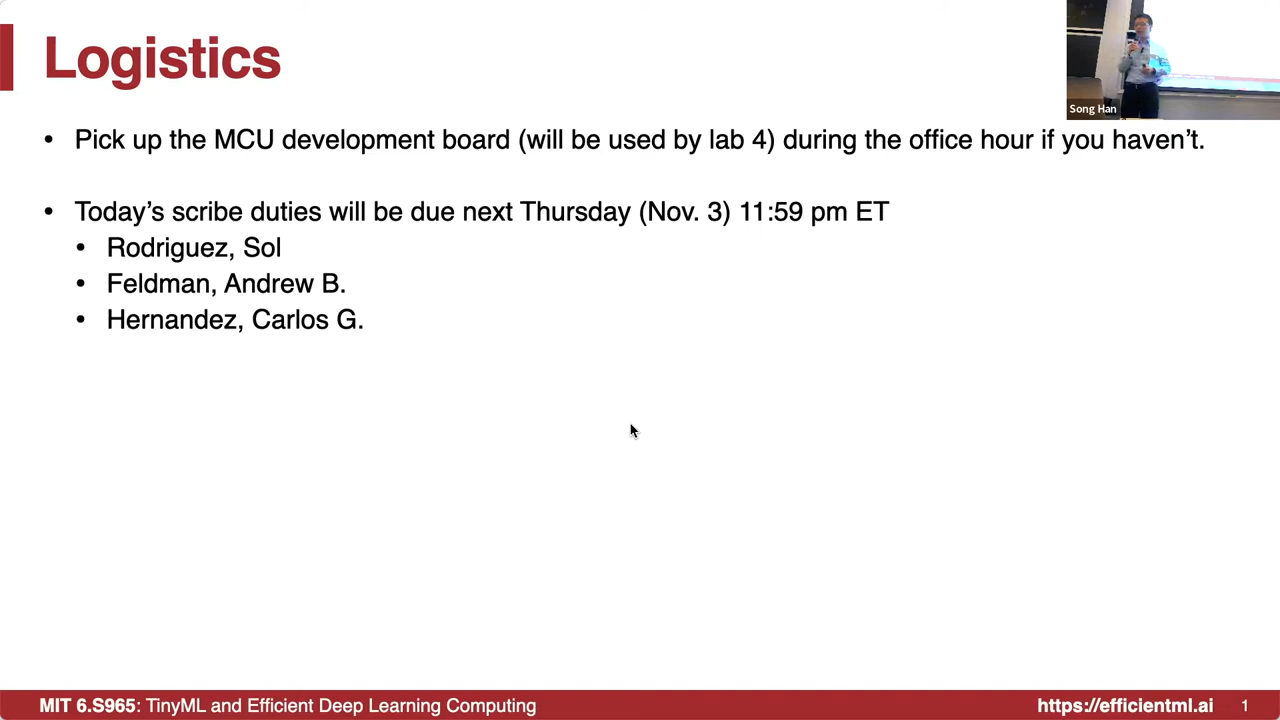 Logistics
Song Han
• Pick up the MCU development board (will be used by lab 4) during the office hour if you haven’t.
• Today’s scribe duties will be due next Thursday (Nov. 3) 11:59 pm ET
• Rodriguez, Sol
• Feldman, Andrew B.
• Hernandez, Carlos G.
MIT 6.S965: TinyML and Efficient Deep Learning Computing
https://efficientml.ai
1